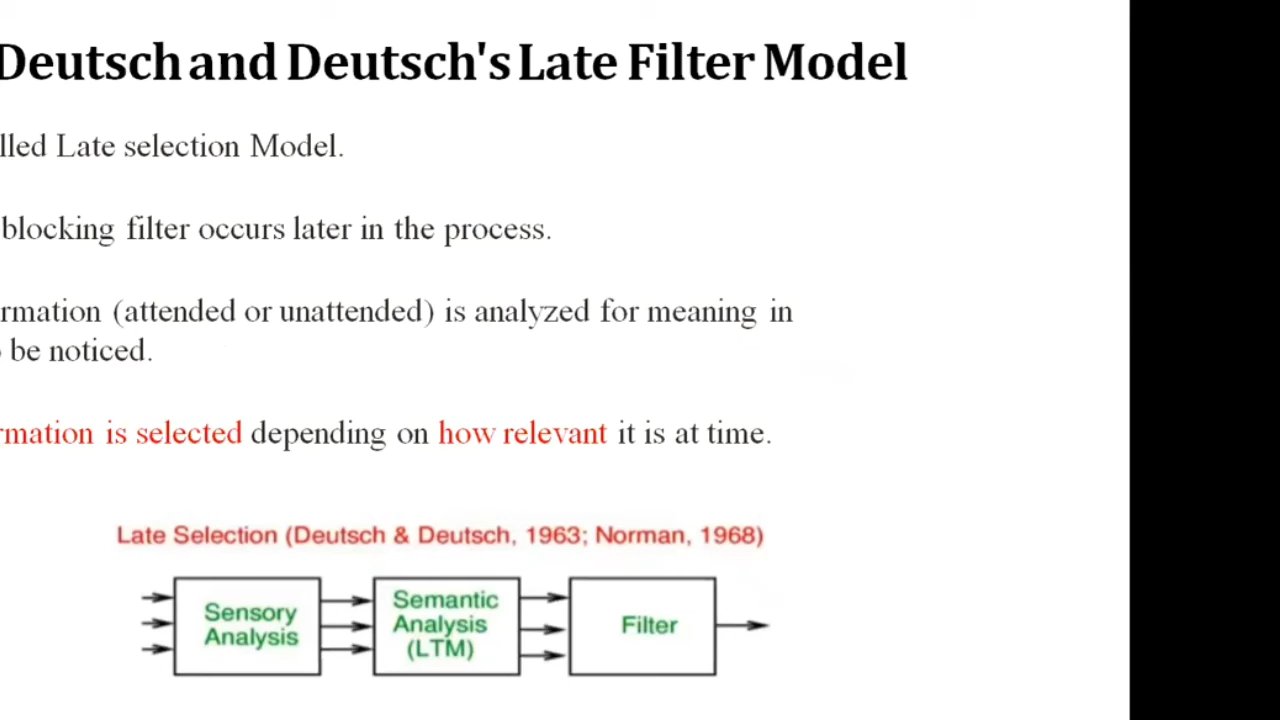 Deutsch and Deutsch's Late Filter Model
lled Late selection Model.
blocking filter occurs later in the process.
rmation (attended or unattended) is analyzed for meaning in
be noticed.
rmation is selected depending on how relevant it is at time.
Late Selection (Deutsch & Deutsch, 1963; Norman, 1968)
Sensory
Analysis
Semantic
Analysis
(LTM)
Filter